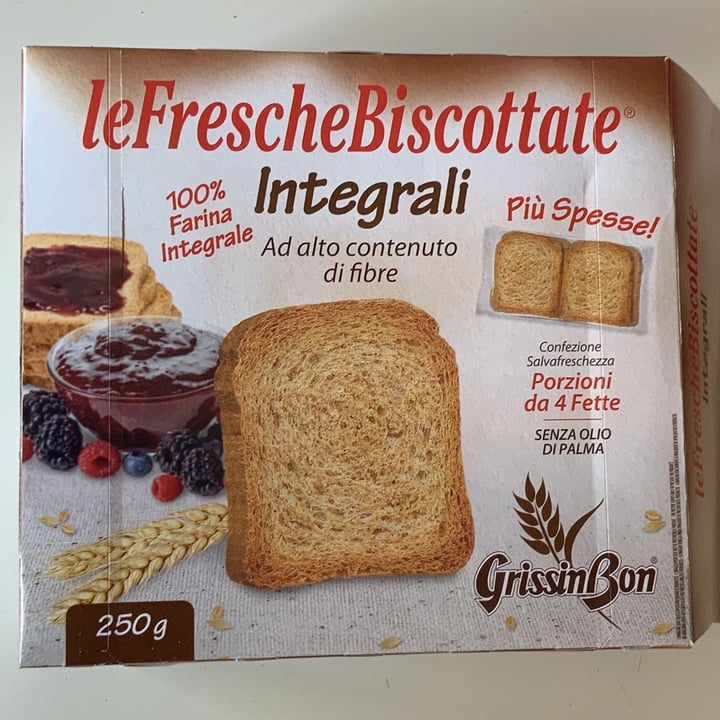 leFrescheBiscottate®
Integrali
100%
Farina
Integrale
Ad alto contenuto
di fibre
Più Spesse!
Confezione
Salvafreschezza
Porzioni
da 4 Fette
SENZA OLIO
DI PALMA
GrissinBon®
250g
leFrescheBiscottate
Integrali